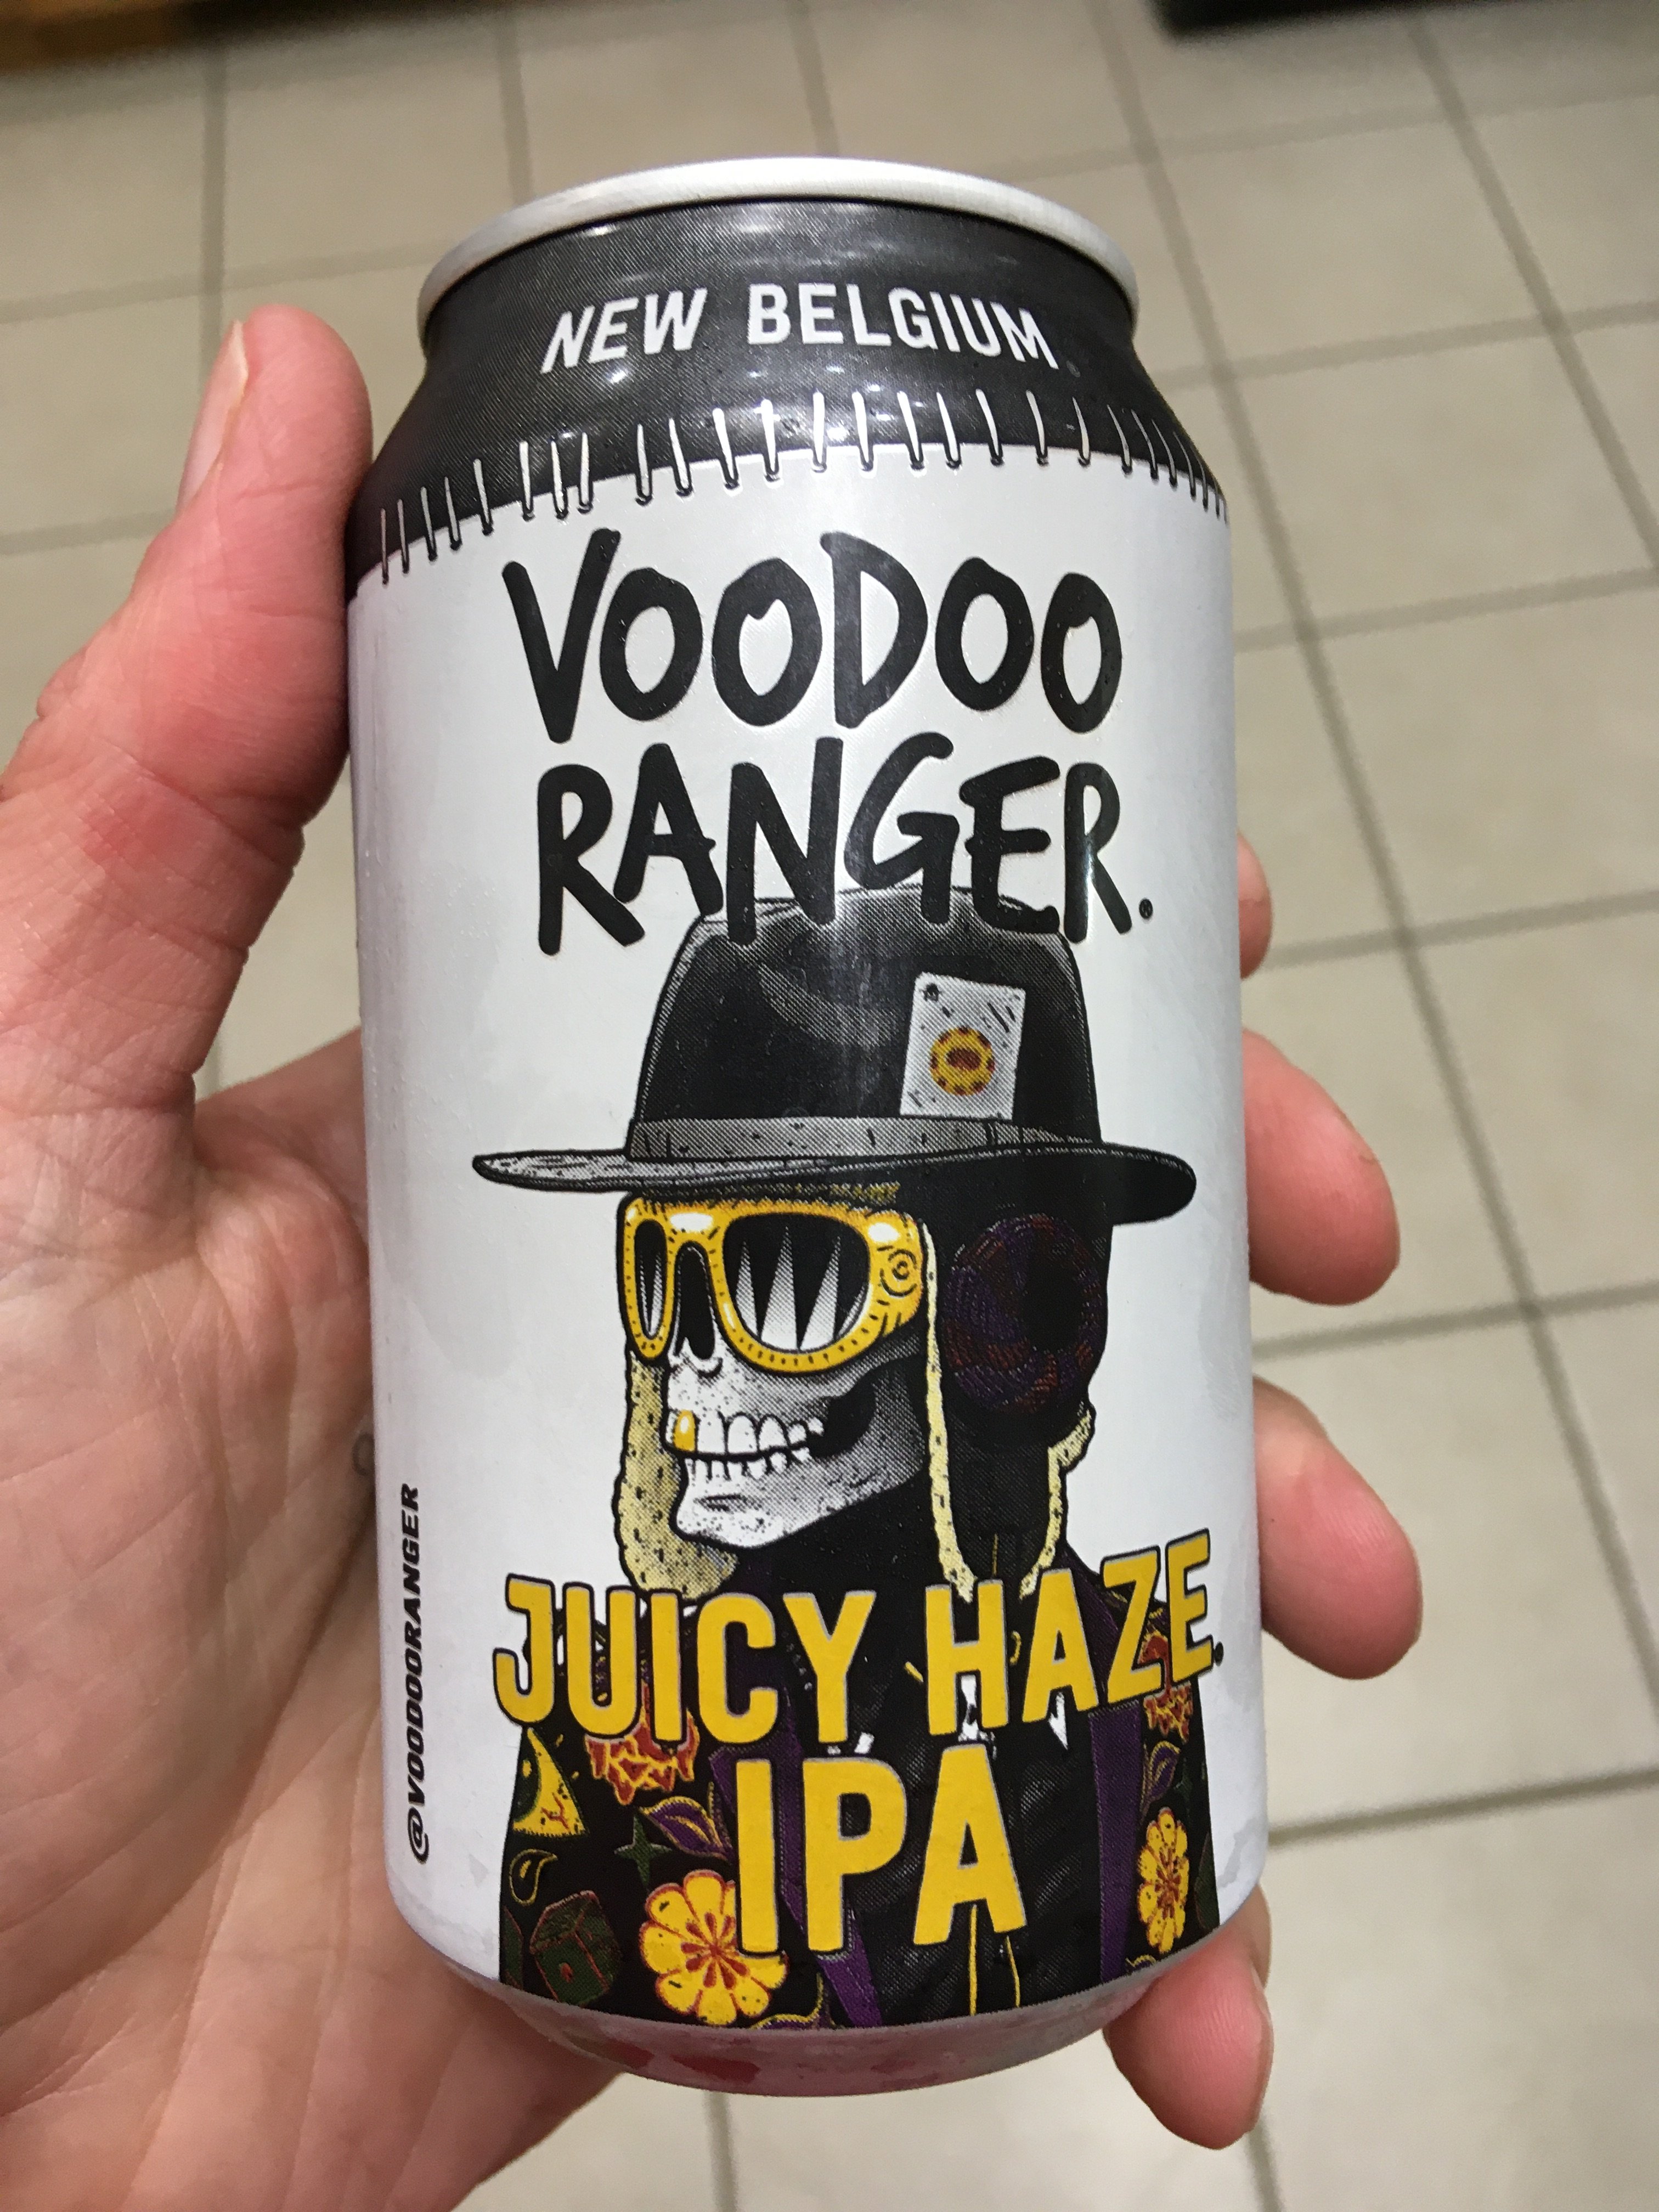 NEW BELGIUM
VOODOO
RANGER.®
JUICY HAZE.
IPA
@VOODOORANGER